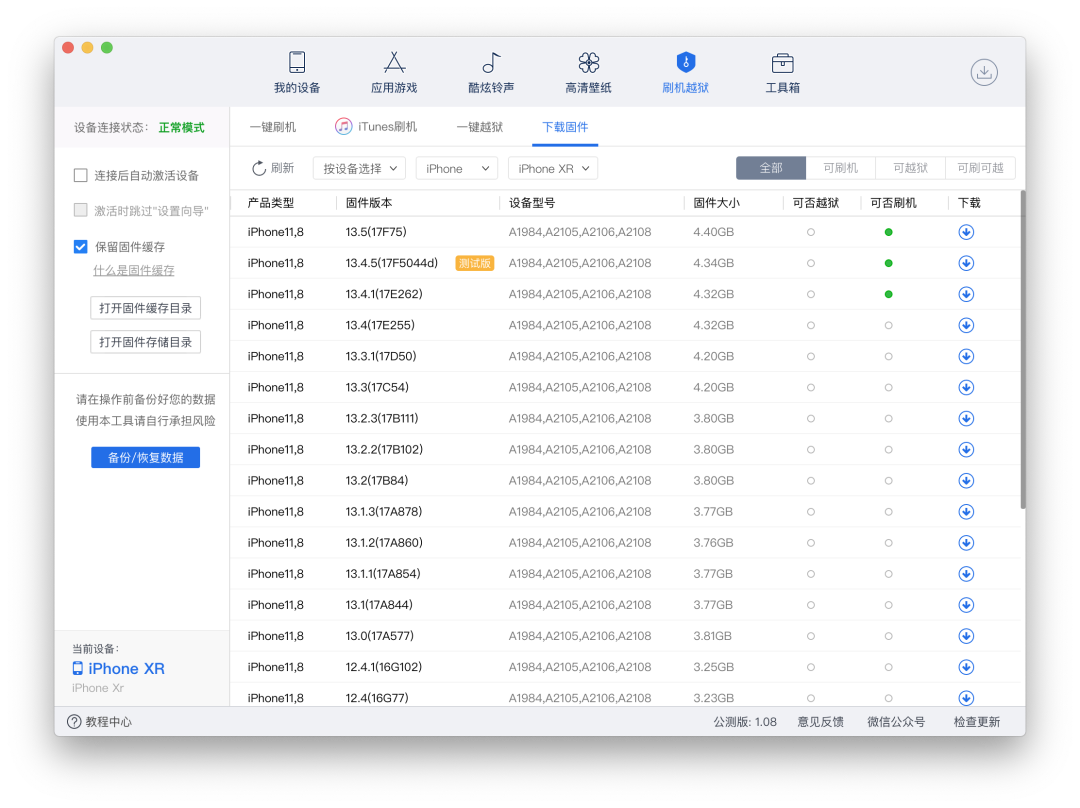 我的设备 应用游戏 酷炫铃声 高清壁纸 刷机越狱 工具箱
设备连接状态： 正常模式
连接后自动激活设备
激活时跳过"设置向导"
保留固件缓存
什么是固件缓存
打开固件缓存目录
打开固件存储目录
请在操作前备份好您的数据
使用本工具请自行承担风险
备份/恢复数据
当前设备：
iPhone XR
iPhone Xr
一键刷机 iTunes刷机 一键越狱 下载固件
刷新 按设备选择 iPhone iPhone XR 全部 可刷机 可越狱 可刷可越
产品类型 固件版本 设备型号 固件大小 可否越狱 可否刷机 下载
iPhone11,8 13.5(17F75) A1984,A2105,A2106,A2108 4.40GB
iPhone11,8 13.4.5(17F5044d) 测试版 A1984,A2105,A2106,A2108 4.34GB
iPhone11,8 13.4.1(17E262) A1984,A2105,A2106,A2108 4.32GB
iPhone11,8 13.4(17E255) A1984,A2105,A2106,A2108 4.32GB
iPhone11,8 13.3.1(17D50) A1984,A2105,A2106,A2108 4.20GB
iPhone11,8 13.3(17C54) A1984,A2105,A2106,A2108 4.20GB
iPhone11,8 13.2.3(17B111) A1984,A2105,A2106,A2108 3.80GB
iPhone11,8 13.2.2(17B102) A1984,A2105,A2106,A2108 3.80GB
iPhone11,8 13.2(17B84) A1984,A2105,A2106,A2108 3.80GB
iPhone11,8 13.1.3(17A878) A1984,A2105,A2106,A2108 3.77GB
iPhone11,8 13.1.2(17A860) A1984,A2105,A2106,A2108 3.76GB
iPhone11,8 13.1.1(17A854) A1984,A2105,A2106,A2108 3.77GB
iPhone11,8 13.1(17A844) A1984,A2105,A2106,A2108 3.77GB
iPhone11,8 13.0(17A577) A1984,A2105,A2106,A2108 3.81GB
iPhone11,8 12.4.1(16G102) A1984,A2105,A2106,A2108 3.25GB
iPhone11,8 12.4(16G77) A1984,A2105,A2106,A2108 3.23GB
教程中心 公测版: 1.08 意见反馈 微信公众号 检查更新